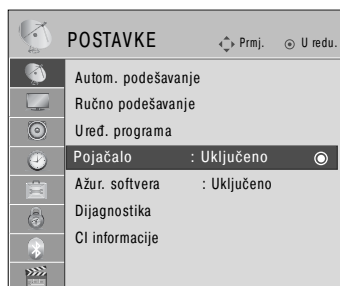 POSTAVKE Prmj. U redu.
Autom. podešavanje
Ručno podešavanje
Uređ. programa
Pojačalo : Uključeno
Ažur. softvera : Uključeno
Dijagnostika
CI informacije